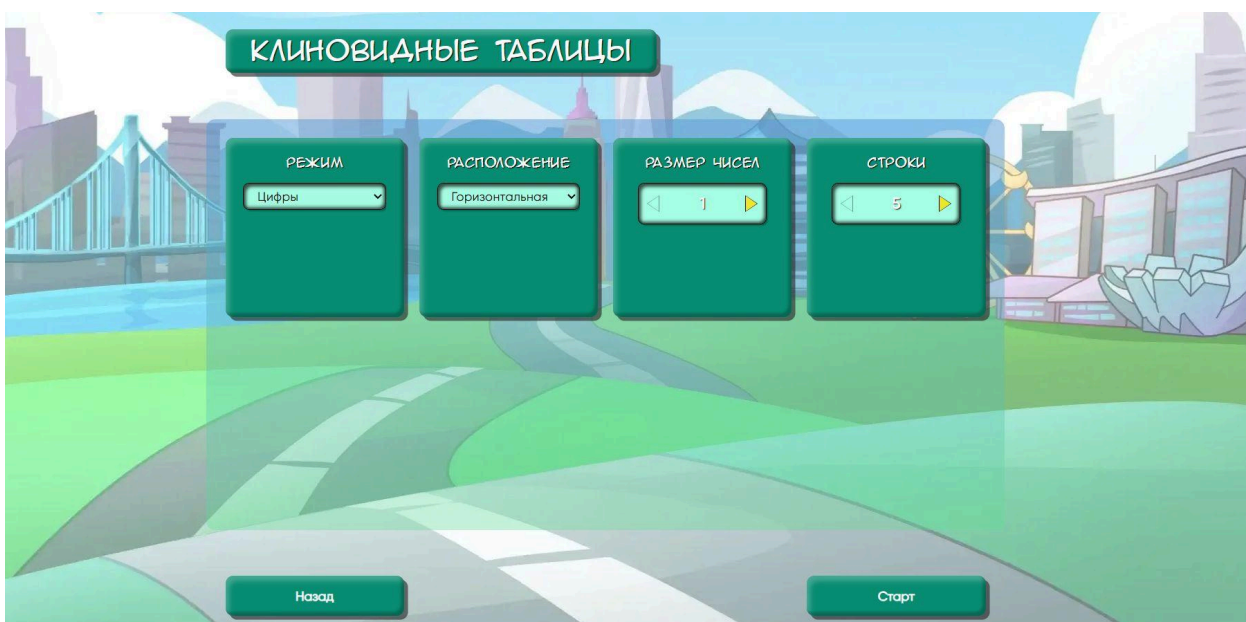 КЛИНОВИДНЫЕ ТАБЛИЦЫ
РЕЖИМ
Цифры
РАСПОЛОЖЕНИЕ
Горизонтальная
РАЗМЕР ЧИСЕЛ
1
СТРОКИ
5
Назад
Старт